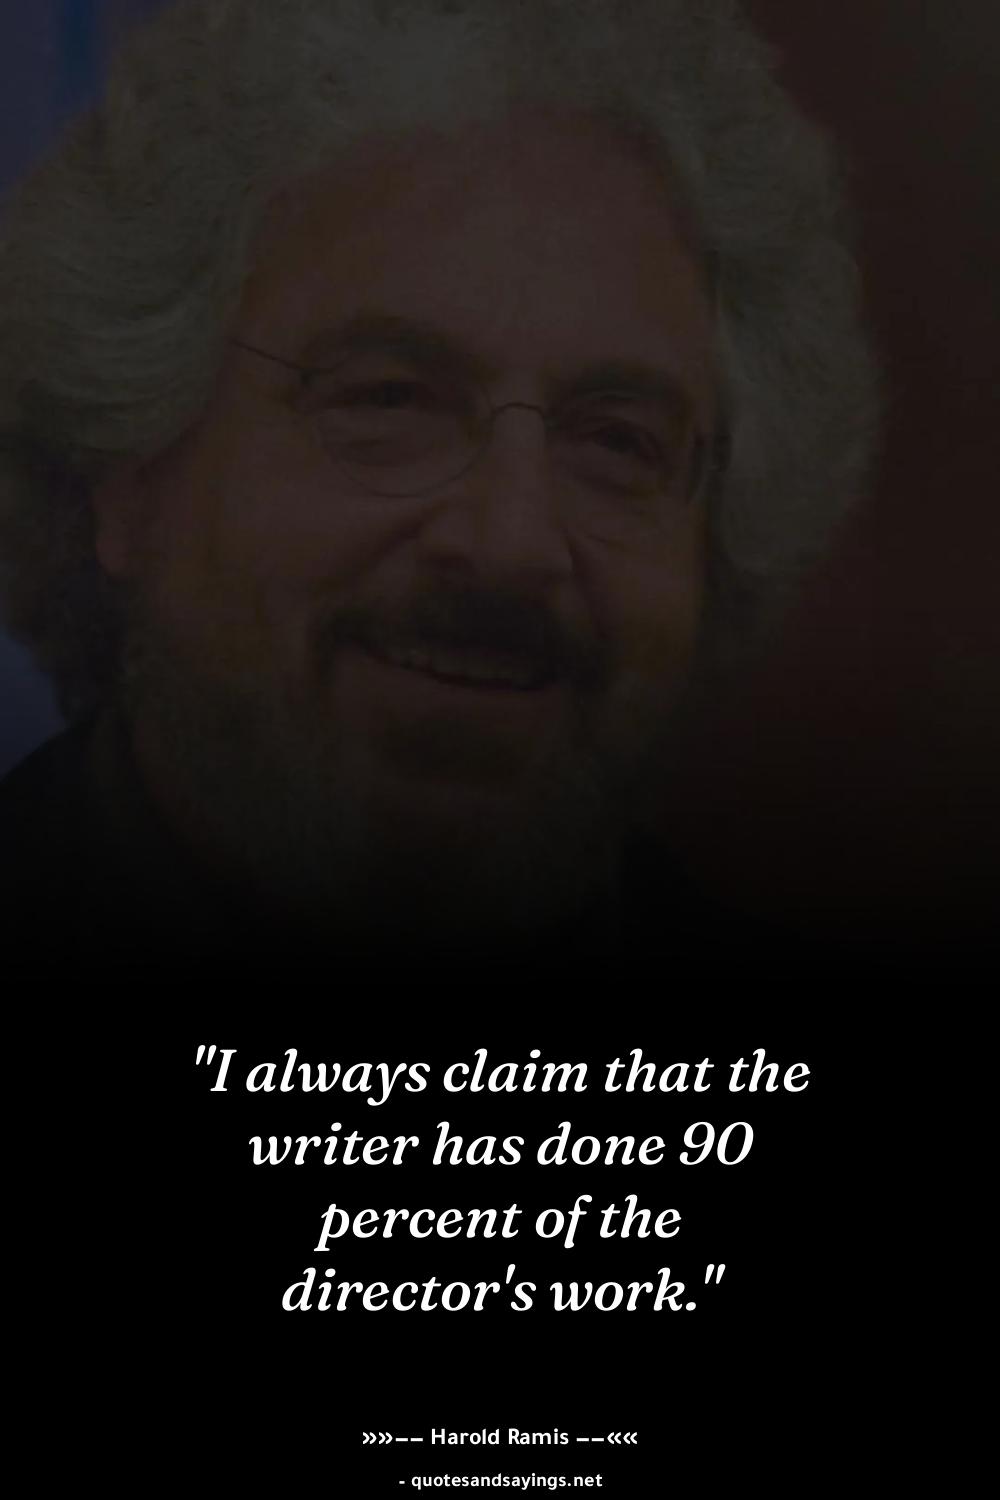 "I always claim that the
writer has done 90
percent of the
director's work."
»»–– Harold Ramis ––««
- quotesandsayings.net